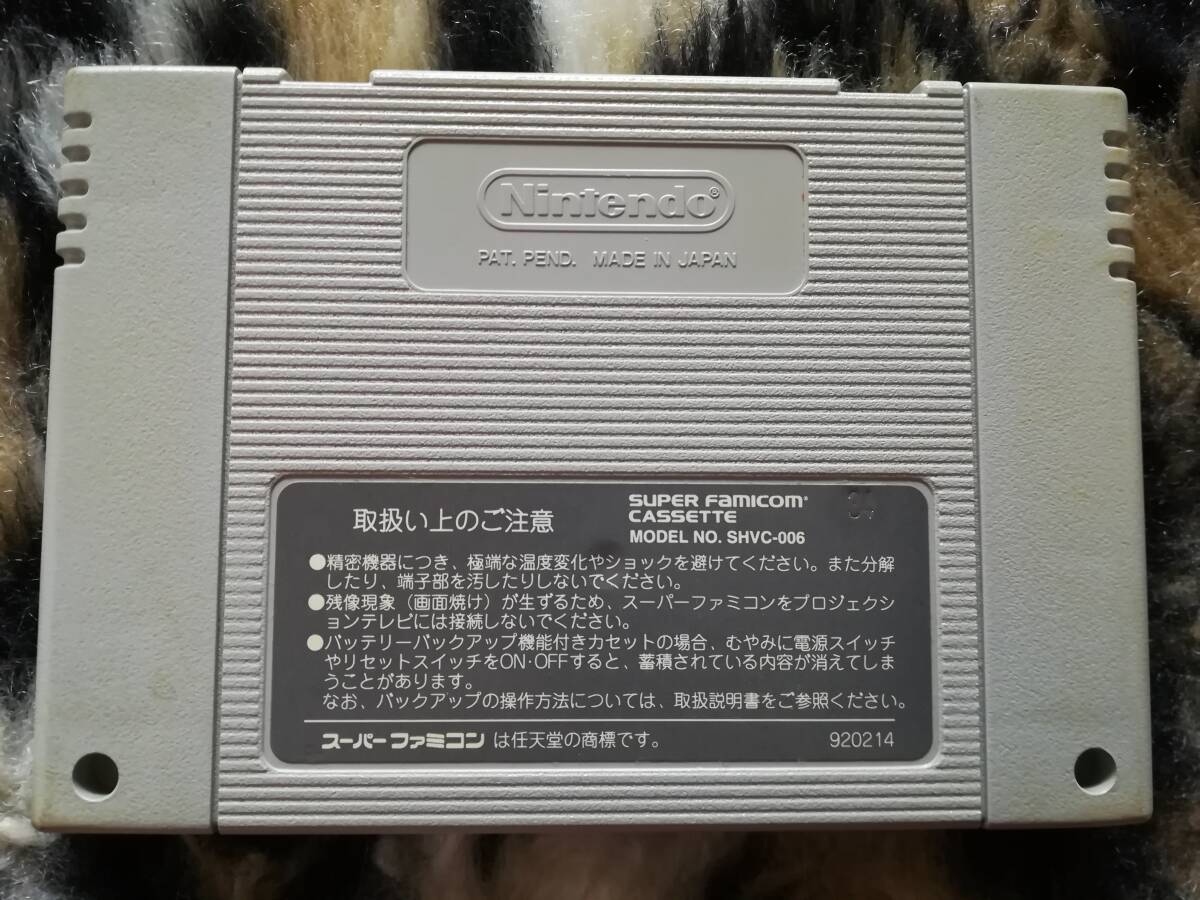 Nintendo®
PAT. PEND. MADE IN JAPAN
取扱い上のご注意
SUPER FAMICOM®
CASSETTE
MODEL NO. SHVC-006
●精密機器につき、極端な温度変化やショックを避けてください。また分解
したり、端子部を汚したりしないでください。
●残像現象（画面焼け）が生ずるため、スーパーファミコンをプロジェクシ
ョンテレビには接続しないでください。
●バッテリーバックアップ機能付きカセットの場合、むやみに電源スイッチ
やリセットスイッチをON・OFFすると、蓄積されている内容が消えてしま
うことがあります。
なお、バックアップの操作方法については、取扱説明書をご参照ください。
スーパーファミコン は任天堂の商標です。
920214